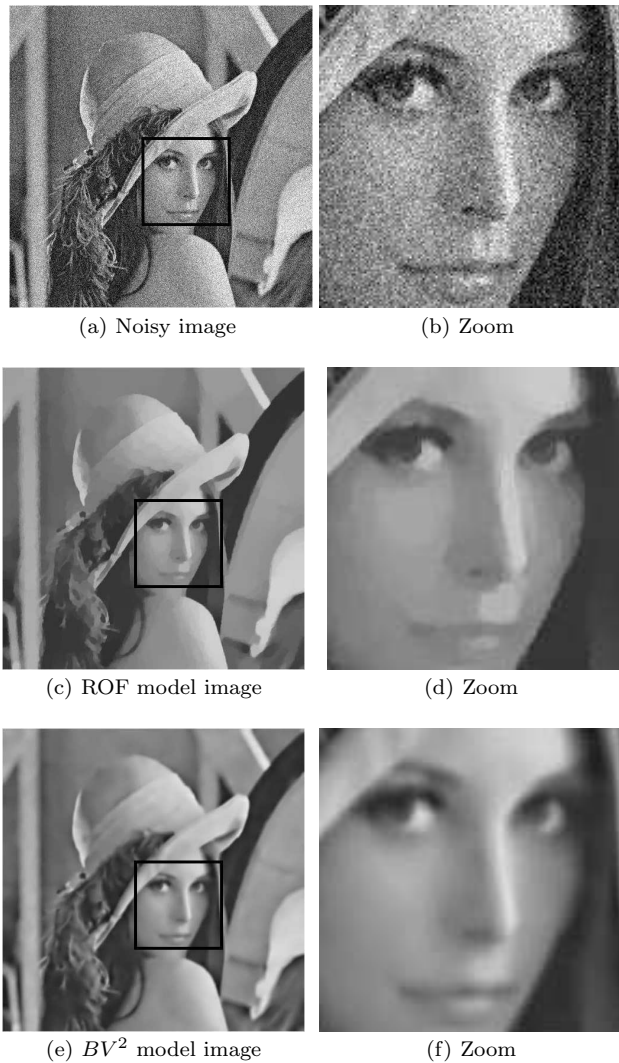 (a) Noisy image
(b) Zoom
(c) ROF model image
(d) Zoom
(e) BV² model image
(f) Zoom